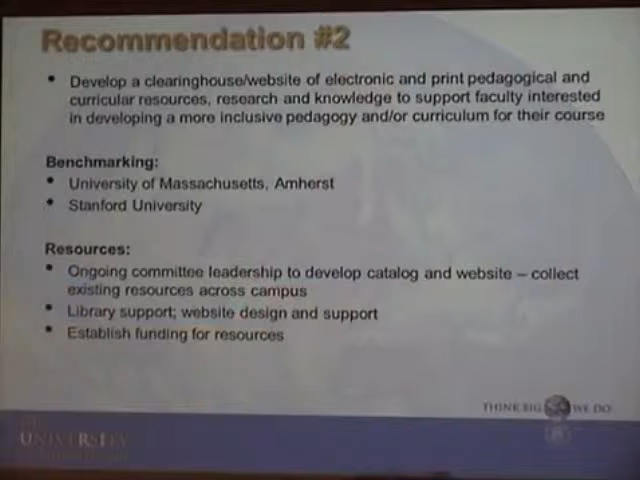 Recommendation #2
• Develop a clearinghouse/website of electronic and print pedagogical and
curricular resources, research and knowledge to support faculty interested
in developing a more inclusive pedagogy and/or curriculum for their course
Benchmarking:
• University of Massachusetts, Amherst
• Stanford University
Resources:
• Ongoing committee leadership to develop catalog and website – collect
existing resources across campus
• Library support; website design and support
• Establish funding for resources
THINK BIG WE DO
UNIVERSITY